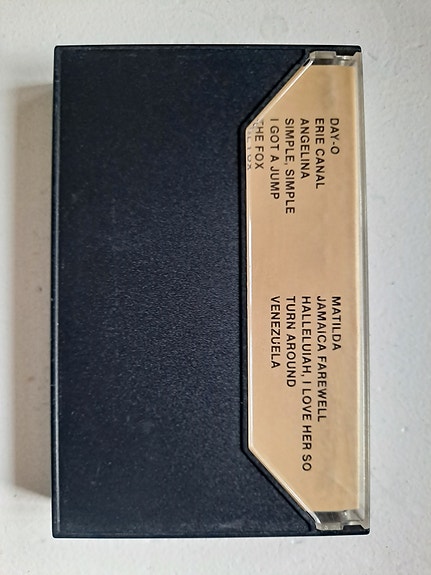 DAY-O
ERIE CANAL
ANGELINA
SIMPLE, SIMPLE
I GOT A JUMP
THE FOX
MATILDA
JAMAICA FAREWELL
HALLELUJAH, I LOVE HER SO
TURN AROUND
VENEZUELA